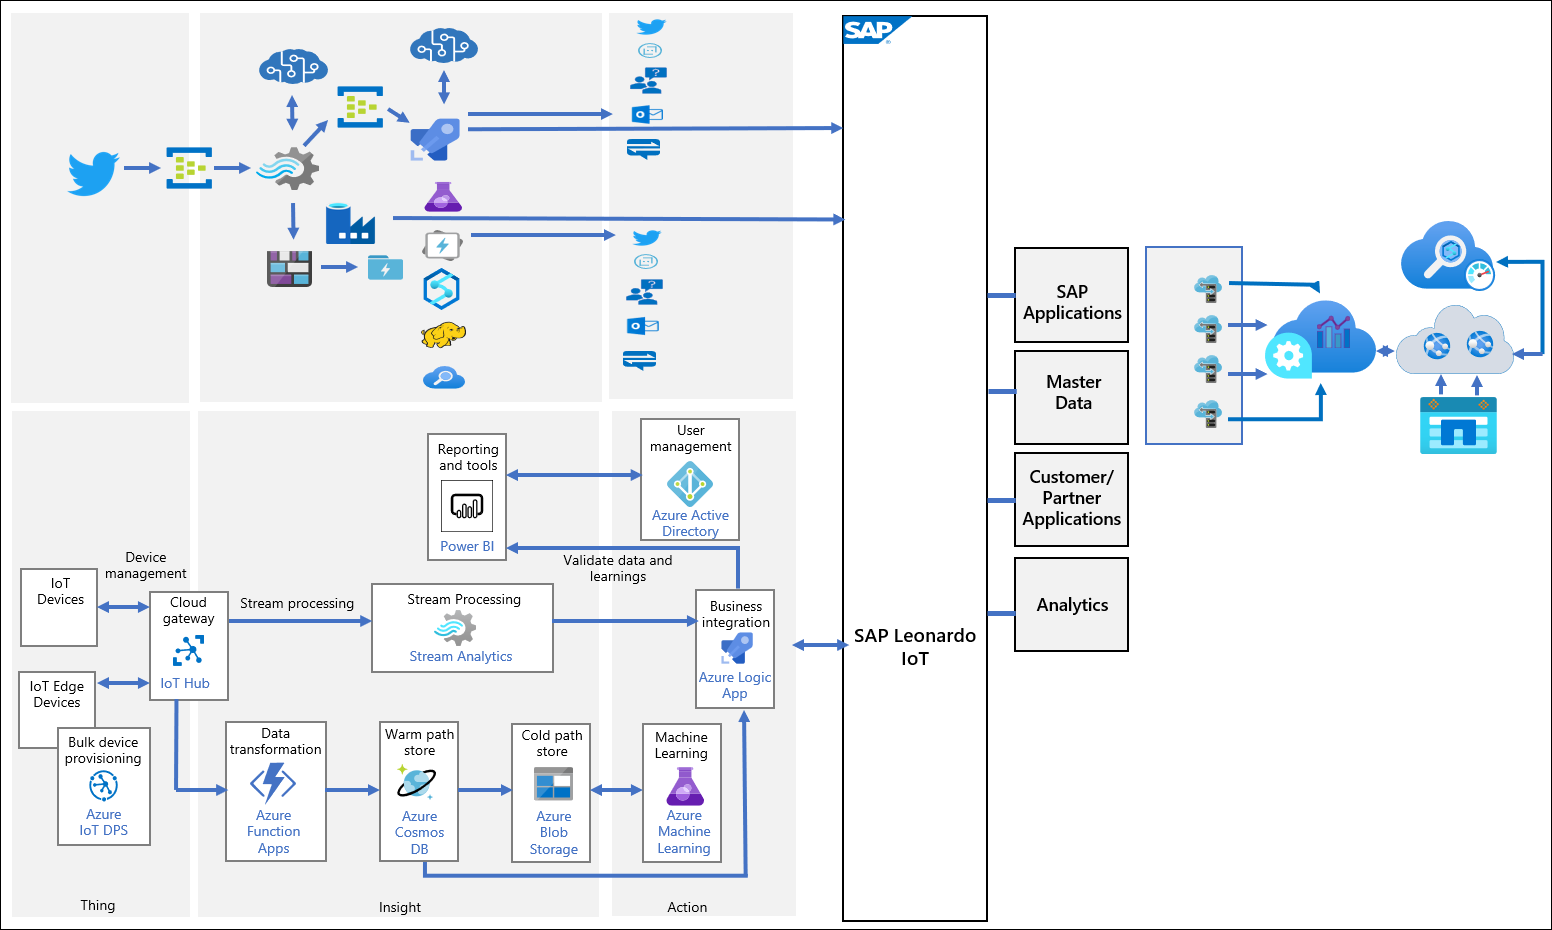 SAP
SAP
Applications
Master
Data
Customer/
Partner
Applications
Analytics
SAP Leonardo
IoT
Reporting
and tools
Power BI
User
management
Azure Active
Directory
Validate data and
learnings
Device
management
IoT
Devices
Cloud
gateway
IoT Hub
Stream processing
Stream Processing
Stream Analytics
Business
integration
Azure Logic
App
IoT Edge
Devices
Bulk device
provisioning
Azure
IoT DPS
Data
transformation
Azure
Function
Apps
Warm path
store
Azure
Cosmos
DB
Cold path
store
Azure
Blob
Storage
Machine
Learning
Azure
Machine
Learning
Thing
Insight
Action